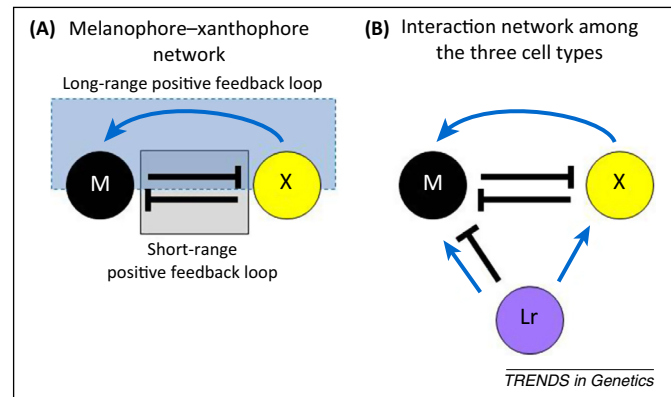 (A) Melanophore–xanthophore
network
Long-range positive feedback loop
M
X
Short-range
positive feedback loop
(B) Interaction network among
the three cell types
M
X
Lr
TRENDS in Genetics